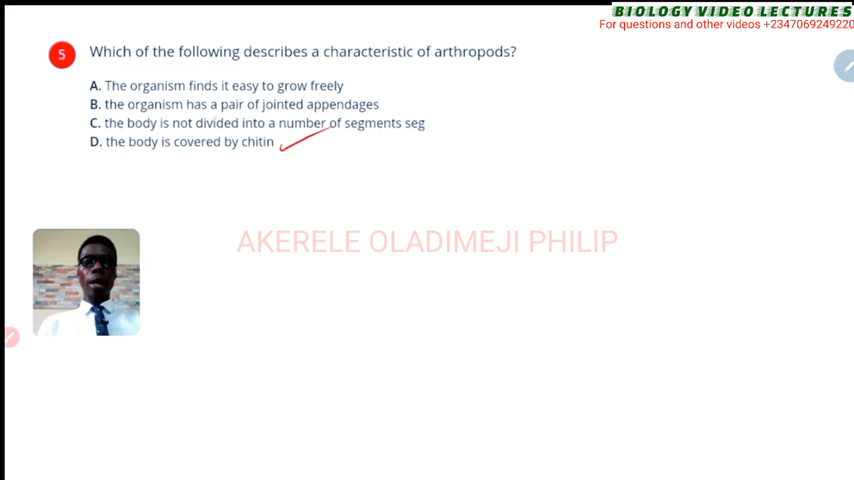 BIOLOGY VIDEO LECTURES
For questions and other videos +2347069249220
5 Which of the following describes a characteristic of arthropods?
A. The organism finds it easy to grow freely
B. the organism has a pair of jointed appendages
C. the body is not divided into a number of segments seg
D. the body is covered by chitin
AKERELE OLADIMEJI PHILIP